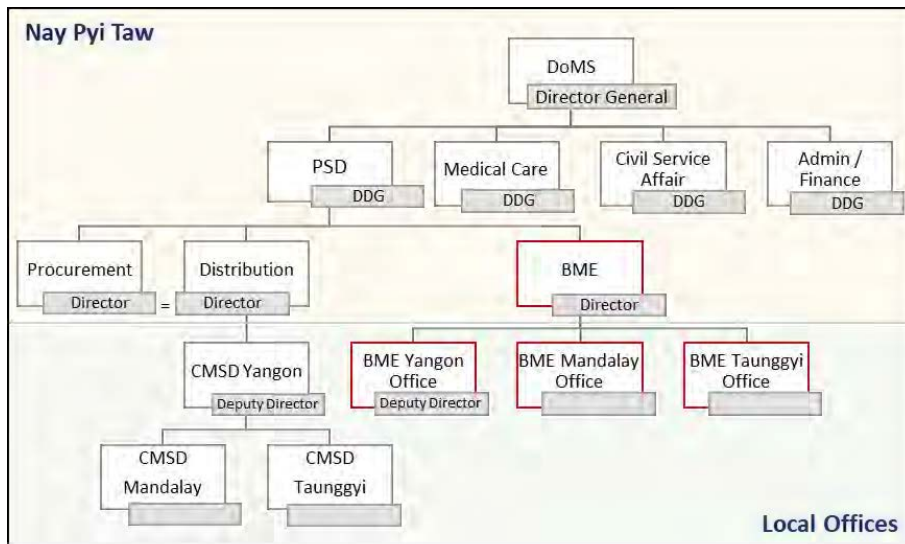 Nay Pyi Taw
DoMS
Director General
PSD
DDG
Medical Care
DDG
Civil Service
Affair
DDG
Admin /
Finance
DDG
Procurement
Director
=
Distribution
Director
BME
Director
CMSD Yangon
Deputy Director
BME Yangon
Office
Deputy Director
BME Mandalay
Office
BME Taunggyi
Office
CMSD
Mandalay
CMSD
Taunggyi
Local Offices